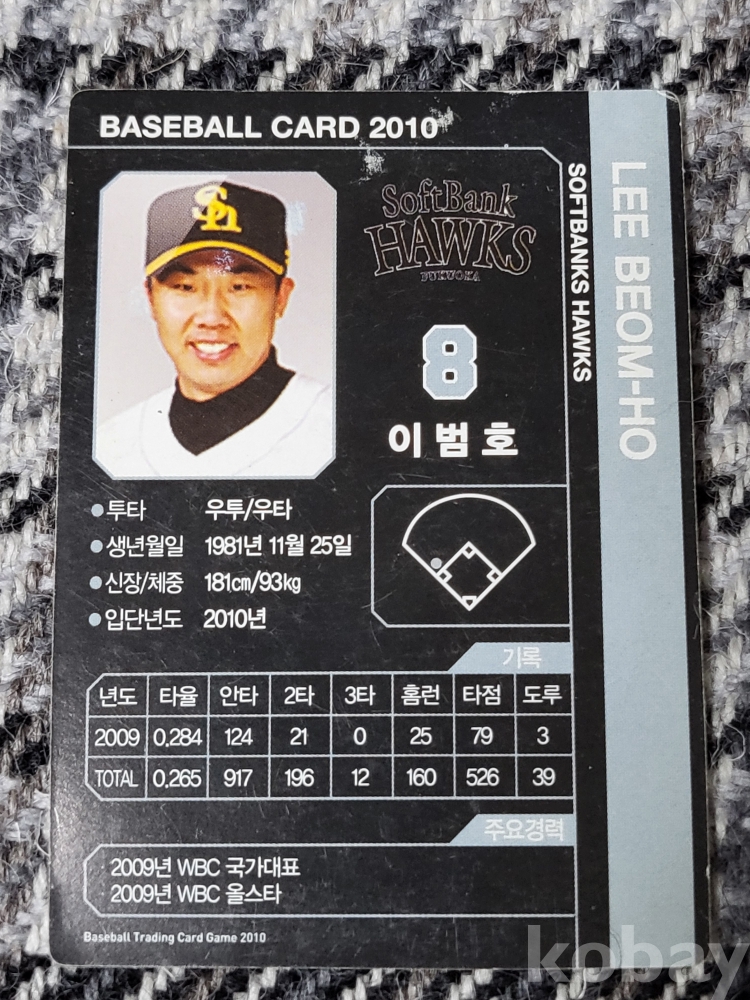 BASEBALL CARD 2010
Sh
SoftBank
HAWKS
FUKUOKA
8
이범호
투타 우투/우타
생년월일 1981년 11월 25일
신장/체중 181cm/93kg
입단년도 2010년
기록
년도 타율 안타 2타 3타 홈런 타점 도루
2009 0.284 124 21 0 25 79 3
TOTAL 0.265 917 196 12 160 526 39
주요경력
2009년 WBC 국가대표
2009년 WBC 올스타
Baseball Trading Card Game 2010
SOFTBANKS HAWKS
LEE BEOM-HO
kobay